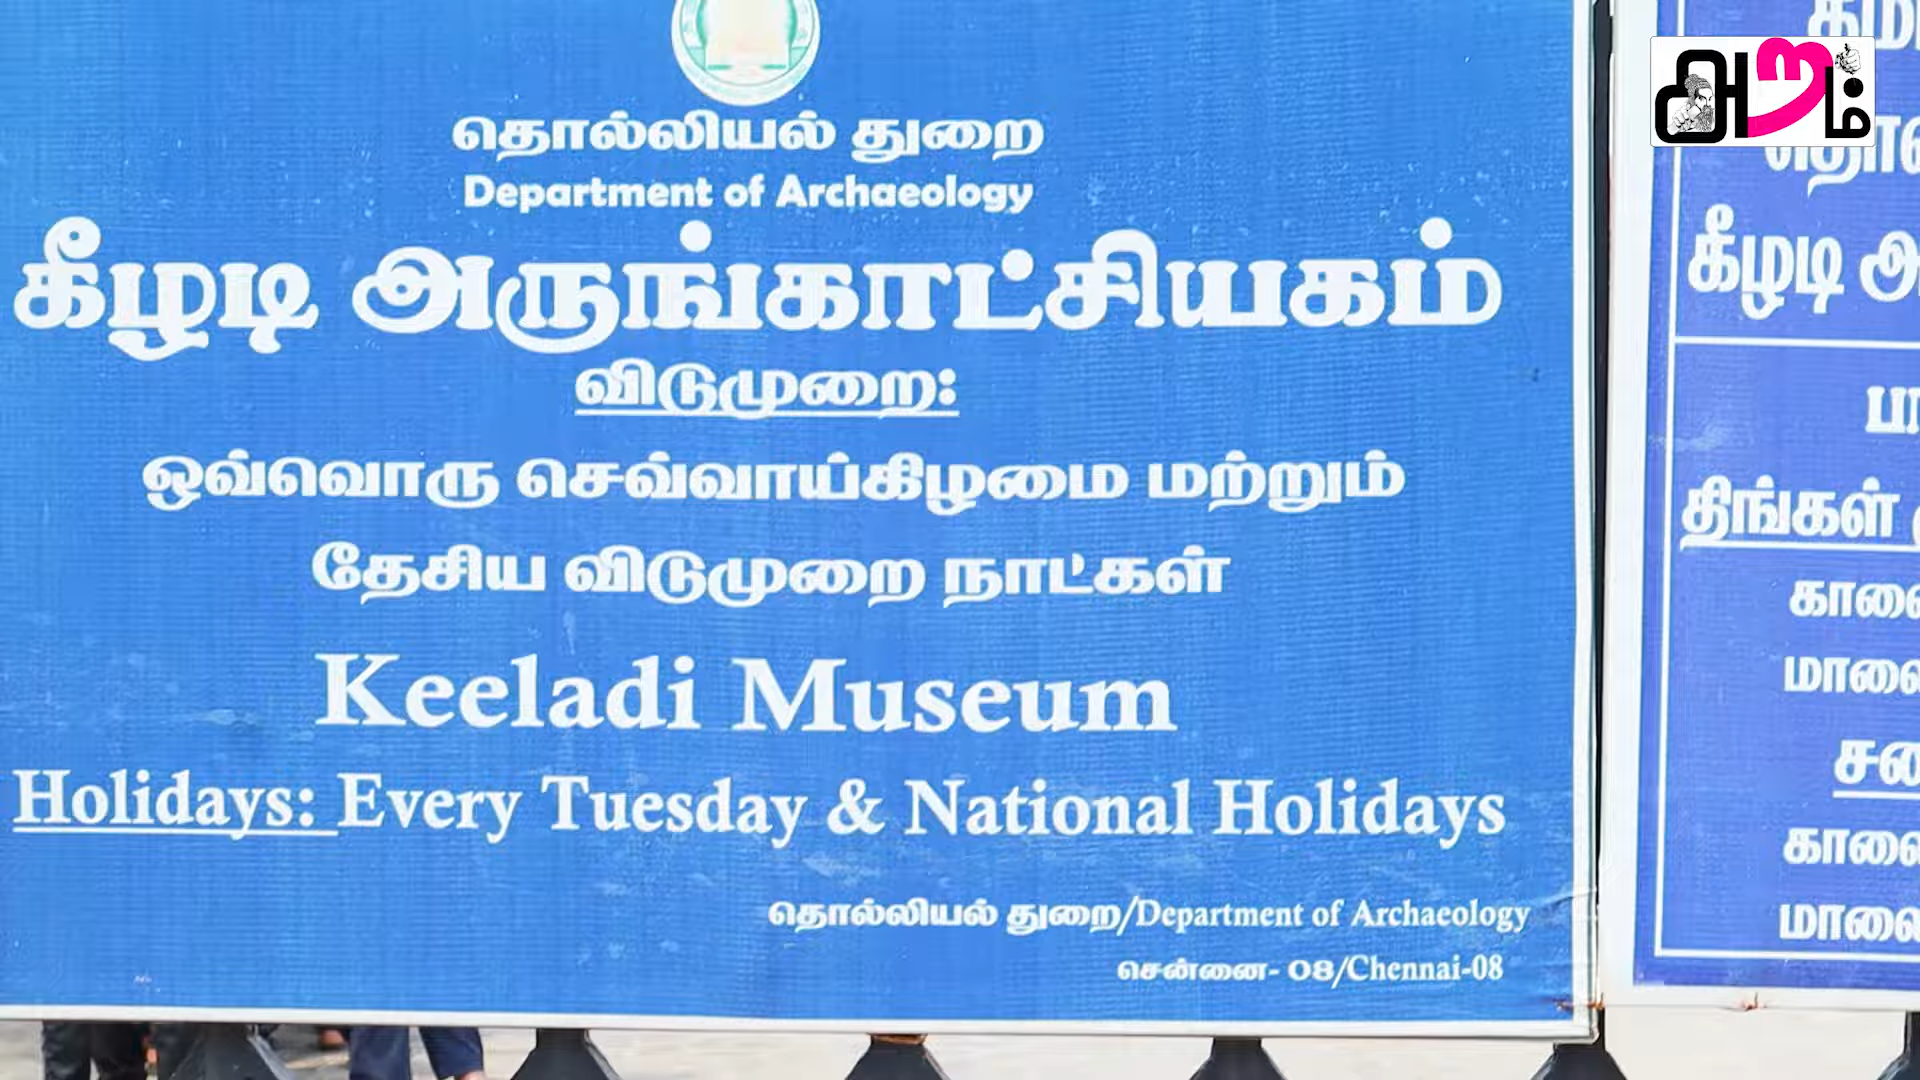 தொல்லியல் துறை
Department of Archaeology
கீழடி அருங்காட்சியகம்
விடுமுறை:
ஒவ்வொரு செவ்வாய்கிழமை மற்றும்
தேசிய விடுமுறை நாட்கள்
Keeladi Museum
Holidays: Every Tuesday & National Holidays
தொல்லியல் துறை/Department of Archaeology
சென்னை- 08/Chennai-08
அறம்
கீழடி
திங்கள்